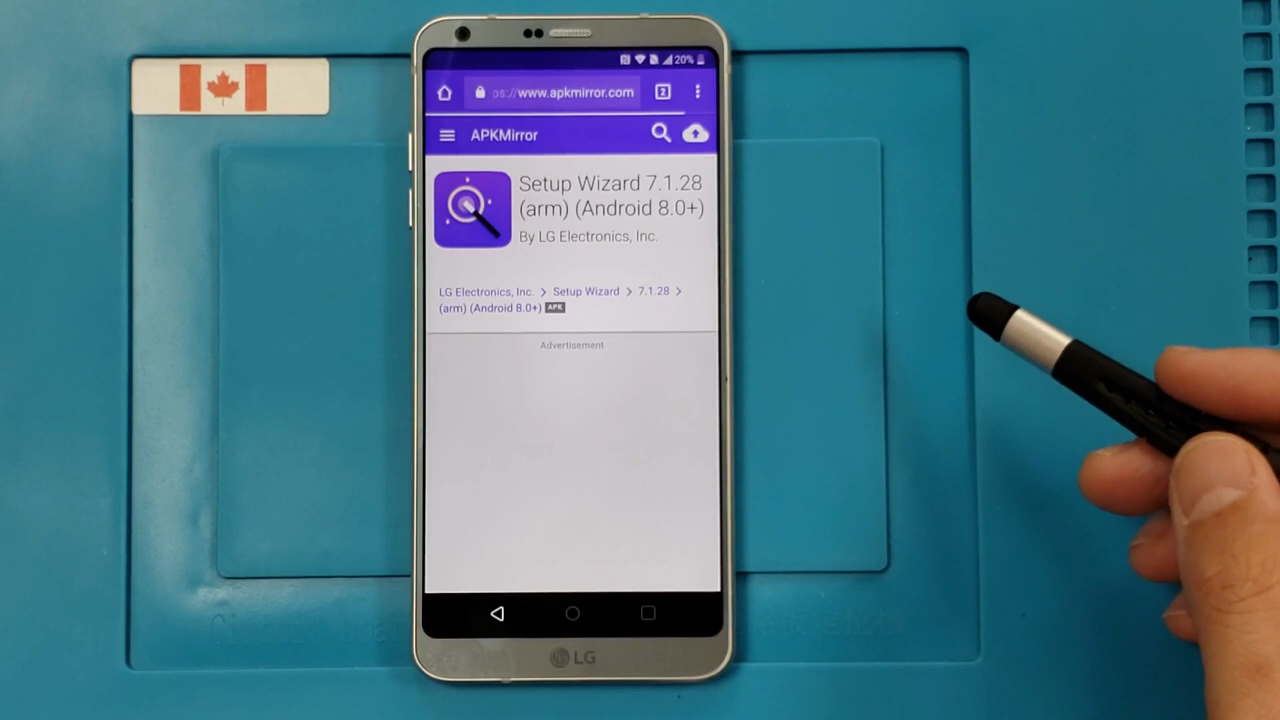 20%
ps://www.apkmirror.com
2
APKMirror
Setup Wizard 7.1.28
(arm) (Android 8.0+)
By LG Electronics, Inc.
LG Electronics, Inc. > Setup Wizard > 7.1.28 >
(arm) (Android 8.0+) APK
Advertisement
LG